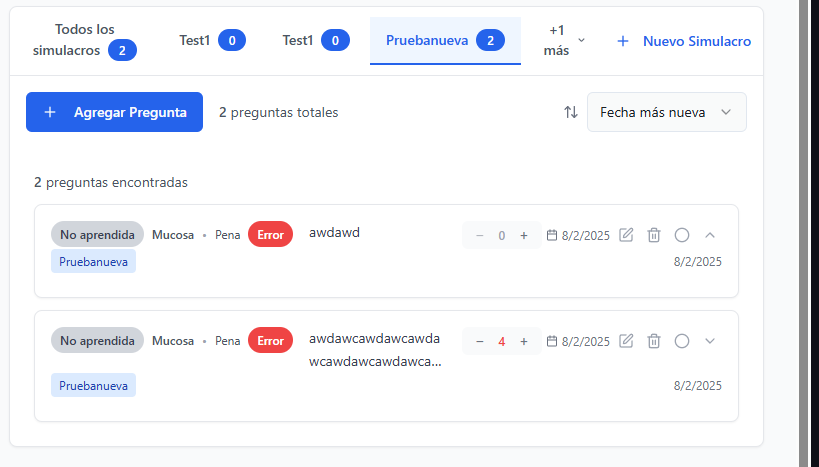 Todos los
simulacros 2
Test1 0
Test1 0
Pruebanueva 2
+1
más
+ Nuevo Simulacro
+ Agregar Pregunta
2 preguntas totales
Fecha más nueva
2 preguntas encontradas
No aprendida Mucosa • Pena Error awdawd − 0 + 8/2/2025
Pruebanueva 8/2/2025
No aprendida Mucosa • Pena Error awdawcawdawcawda − 4 + 8/2/2025
wcawdawcawdawca...
Pruebanueva 8/2/2025